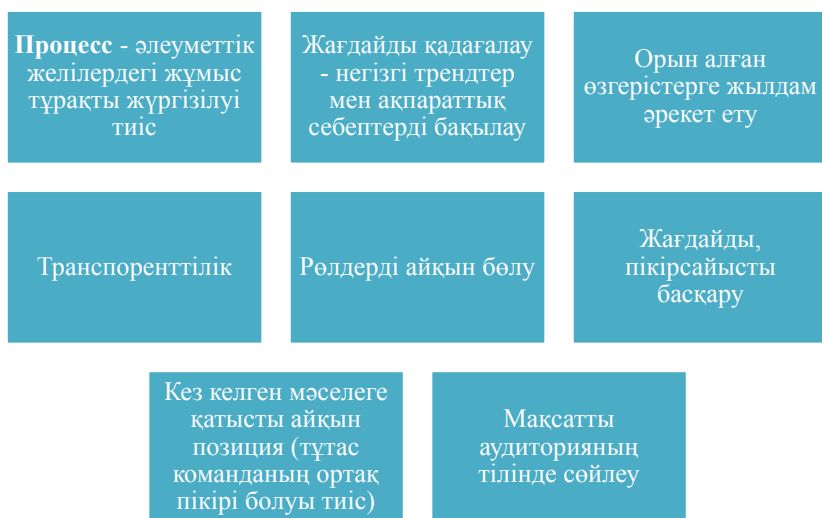 Процесс - әлеуметтік
желілердегі жұмыс
тұрақты жүргізілуі
тиіс
Жағдайды қадағалау
- негізгі трендтер
мен ақпараттық
себептерді бақылау
Орын алған
өзгерістерге жылдам
әрекет ету
Транспоренттілік
Рөлдерді айқын бөлу
Жағдайды,
пікірсайысты
басқару
Кез келген мәселеге
қатысты айқын
позиция (тұтас
команданың ортақ
пікірі болуы тиіс)
Мақсатты
аудиторияның
тілінде сөйлеу